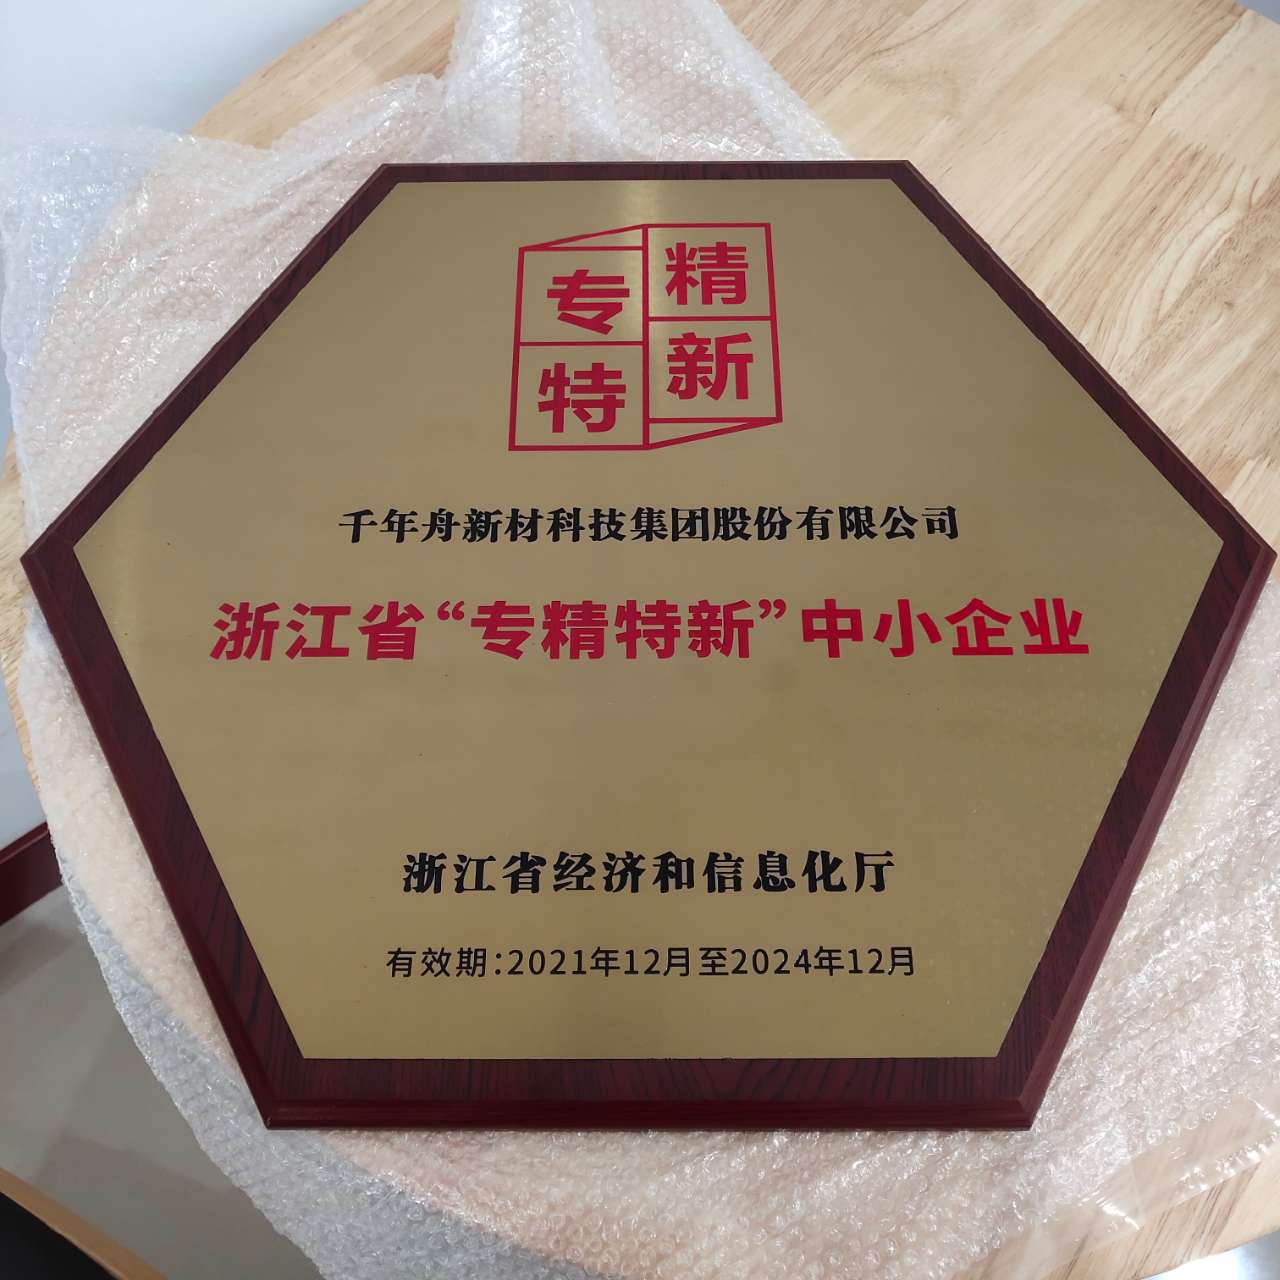 专精
特新
千年舟新材科技集团股份有限公司
浙江省“专精特新”中小企业
浙江省经济和信息化厅
有效期:2021年12月至2024年12月